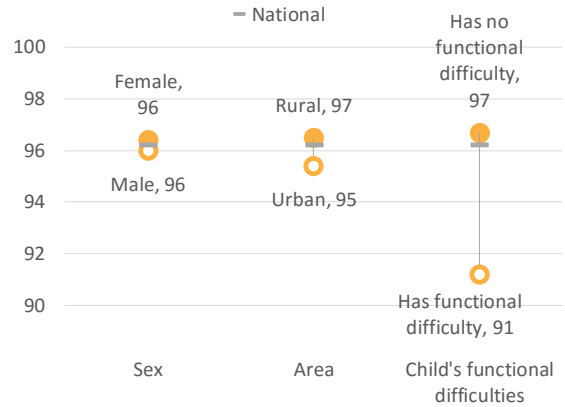 National
100
98
96
94
92
90
Female,
96
Male, 96
Rural, 97
Urban, 95
Has no
functional
difficulty,
97
Has functional
difficulty, 91
Sex
Area
Child's functional
difficulties